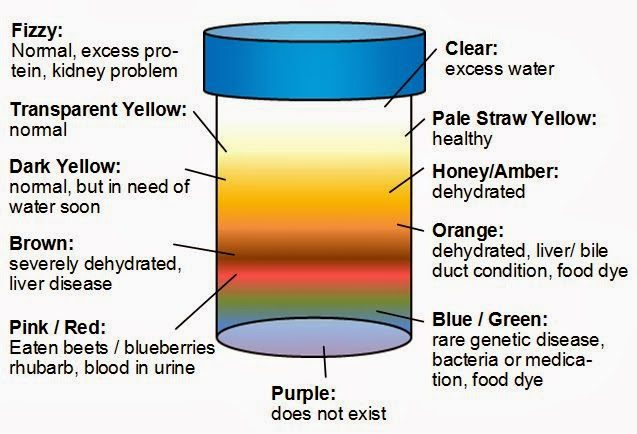 Fizzy:
Normal, excess pro-
tein, kidney problem
Transparent Yellow:
normal
Dark Yellow:
normal, but in need of
water soon
Brown:
severely dehydrated,
liver disease
Pink / Red:
Eaten beets / blueberries
rhubarb, blood in urine
Clear:
excess water
Pale Straw Yellow:
healthy
Honey/Amber:
dehydrated
Orange:
dehydrated, liver/ bile
duct condition, food dye
Blue / Green:
rare genetic disease,
bacteria or medica-
tion, food dye
Purple:
does not exist